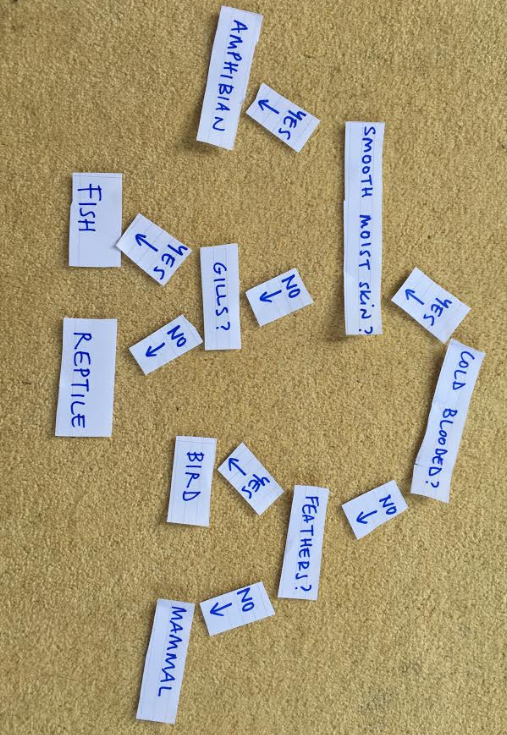 COLD BLOODED?
YES
NO
SMOOTH MOIST SKIN?
FEATHERS?
YES
NO
YES
NO
AMPHIBIAN
GILLS?
BIRD
MAMMAL
YES
NO
FISH
REPTILE